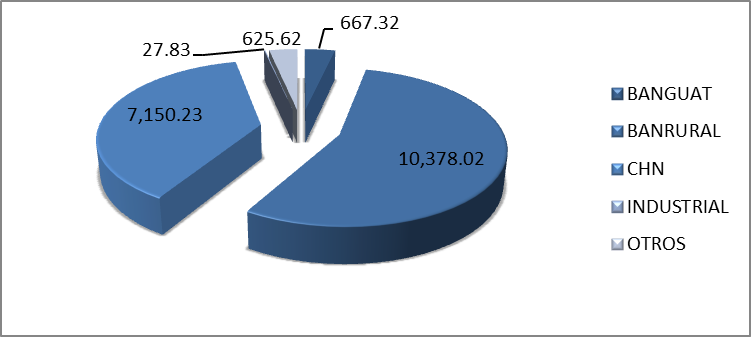 27.83
625.62
667.32
7,150.23
10,378.02
BANGUAT
BANRURAL
CHN
INDUSTRIAL
OTROS